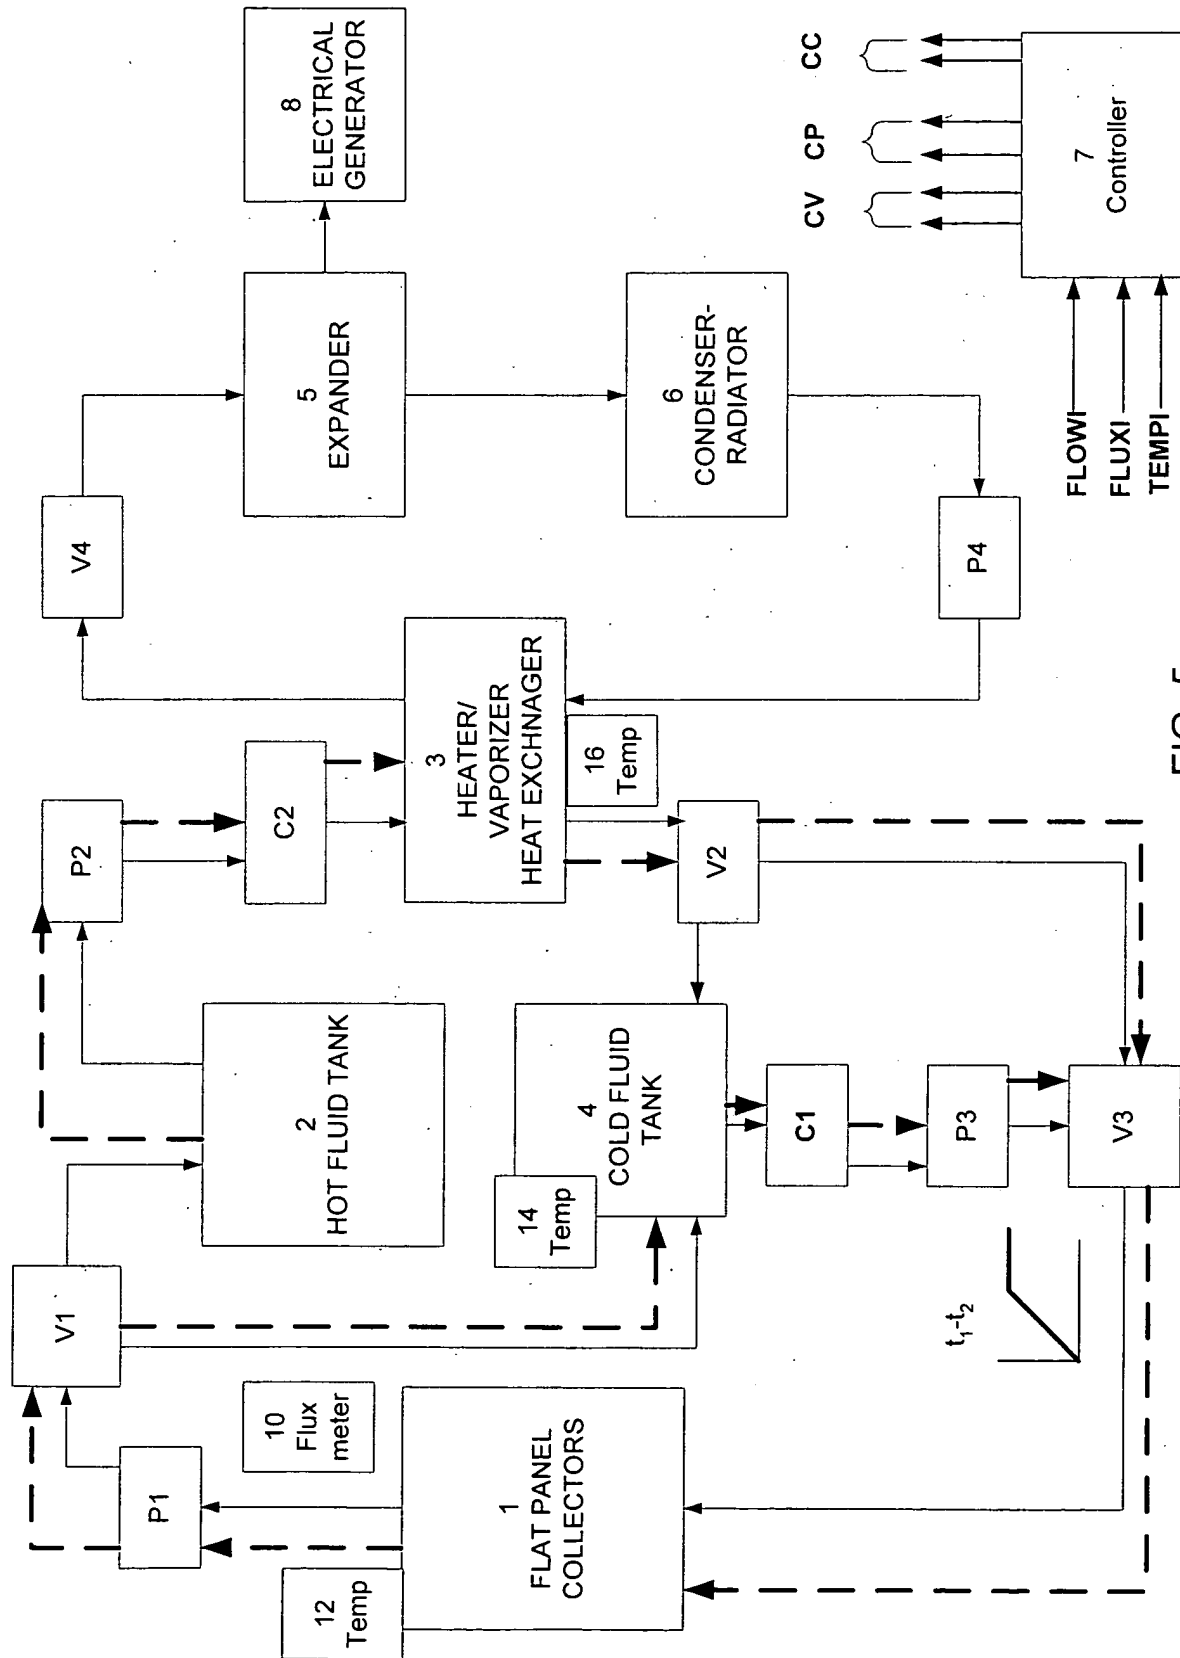 P1
V1
10
Flux
meter
12
Temp
1
FLAT PANEL
COLLECTORS
2
HOT FLUID TANK
P2
C2
V4
3
HEATER/
VAPORIZER
HEAT EXCHNAGER
16
Temp
14
Temp
4
COLD FLUID
TANK
V2
C1
P3
V3
t₁-t₂
5
EXPANDER
8
ELECTRICAL
GENERATOR
6
CONDENSER-
RADIATOR
P4
CV
CP
CC
FLOWI
FLUXI
TEMPI
7
Controller